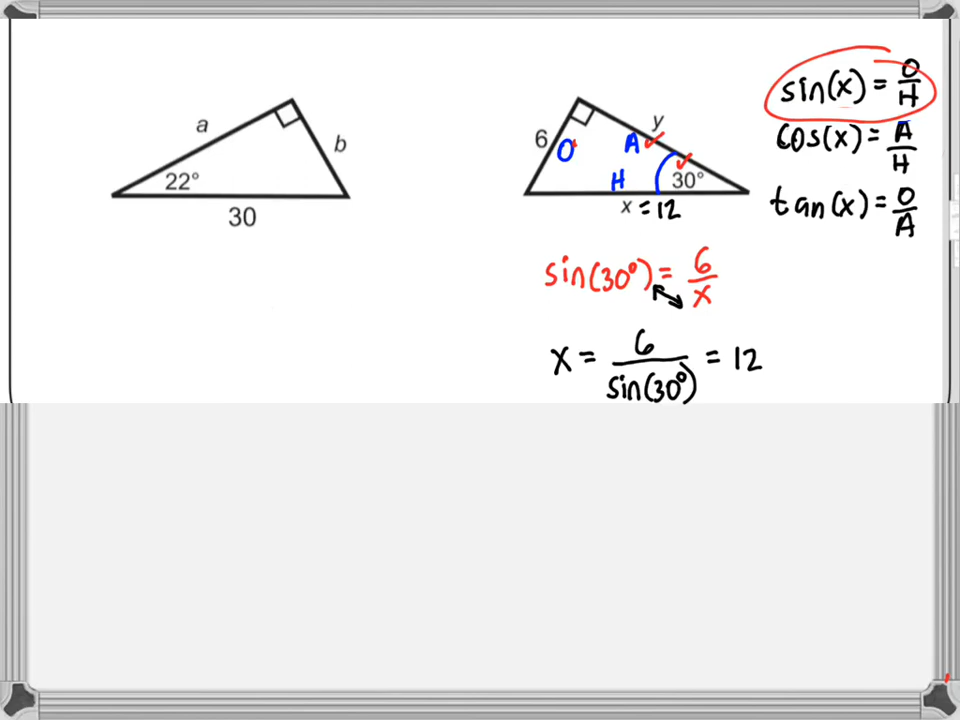 a
b
22°
30
6
O
A
y
H
30°
x = 12
sin(x) = O/H
cos(x) = A/H
tan(x) = O/A
sin(30°) = 6/x
x = 6/sin(30°) = 12